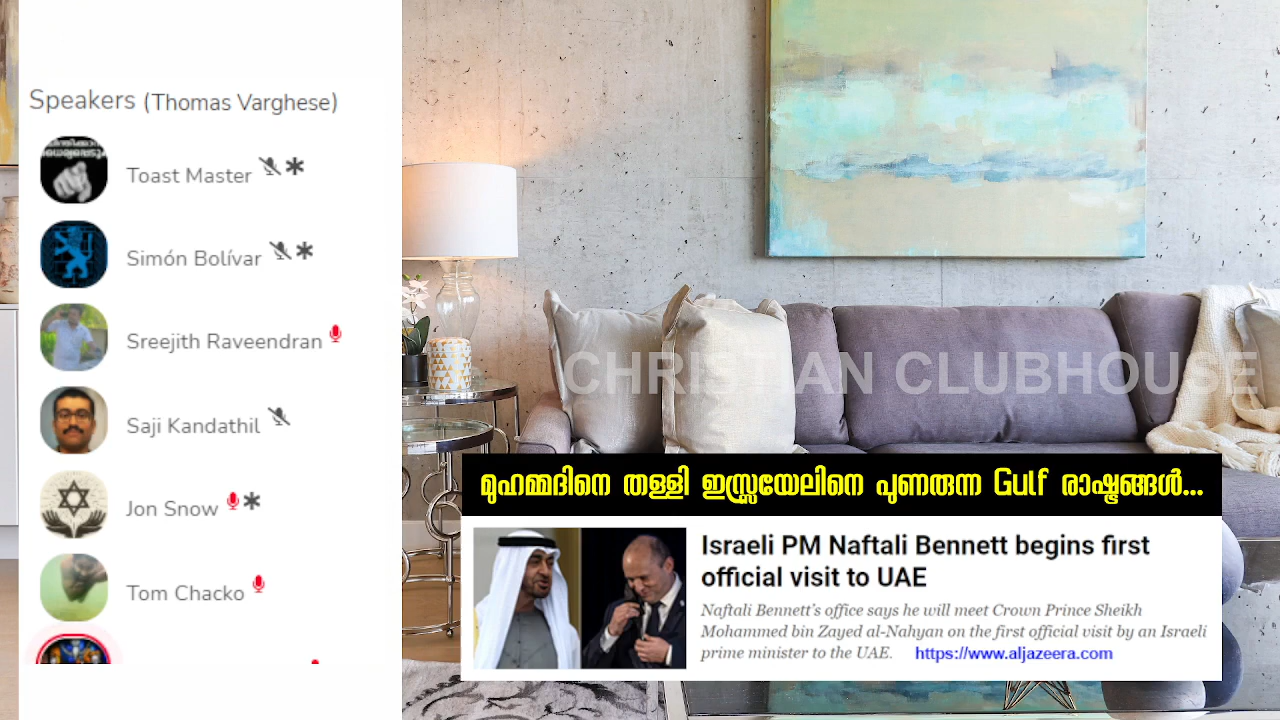 Speakers (Thomas Varghese)
Toast Master
Simón Bolívar
Sreejith Raveendran
Saji Kandathil
Jon Snow
Tom Chacko
CHRISTIAN CLUBHOUSE
മുഹമ്മദിനെ തള്ളി ഇസ്രയേലിനെ പുണരുന്ന Gulf രാഷ്ട്രങ്ങൾ...
Israeli PM Naftali Bennett begins first
official visit to UAE
Naftali Bennett's office says he will meet Crown Prince Sheikh
Mohammed bin Zayed al-Nahyan on the first official visit by an Israeli
prime minister to the UAE. https://www.aljazeera.com